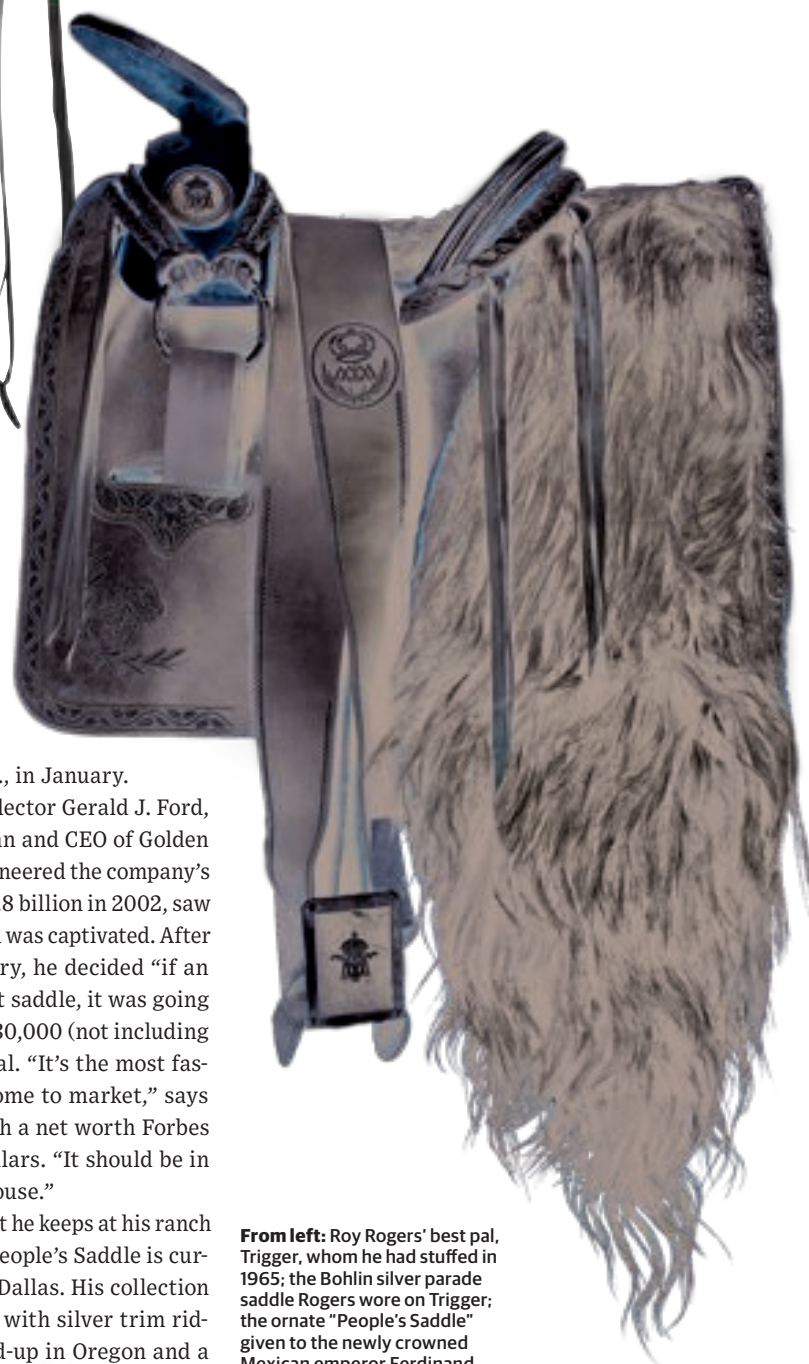 ., in January.
lector Gerald J. Ford,
n and CEO of Golden
neered the company's
8 billion in 2002, saw
was captivated. After
ry, he decided “if an
t saddle, it was going
30,000 (not including
al. “It's the most fas-
ome to market,” says
h a net worth Forbes
lars. “It should be in
ouse.”
t he keeps at his ranch
eople's Saddle is cur-
Dallas. His collection
with silver trim rid-
d-up in Oregon and a
From left: Roy Rogers' best pal,
Trigger, whom he had stuffed in
1965; the Bohlin silver parade
saddle Rogers wore on Trigger;
the ornate “People's Saddle”
given to the newly crowned
Mexican emperor Ferdinand